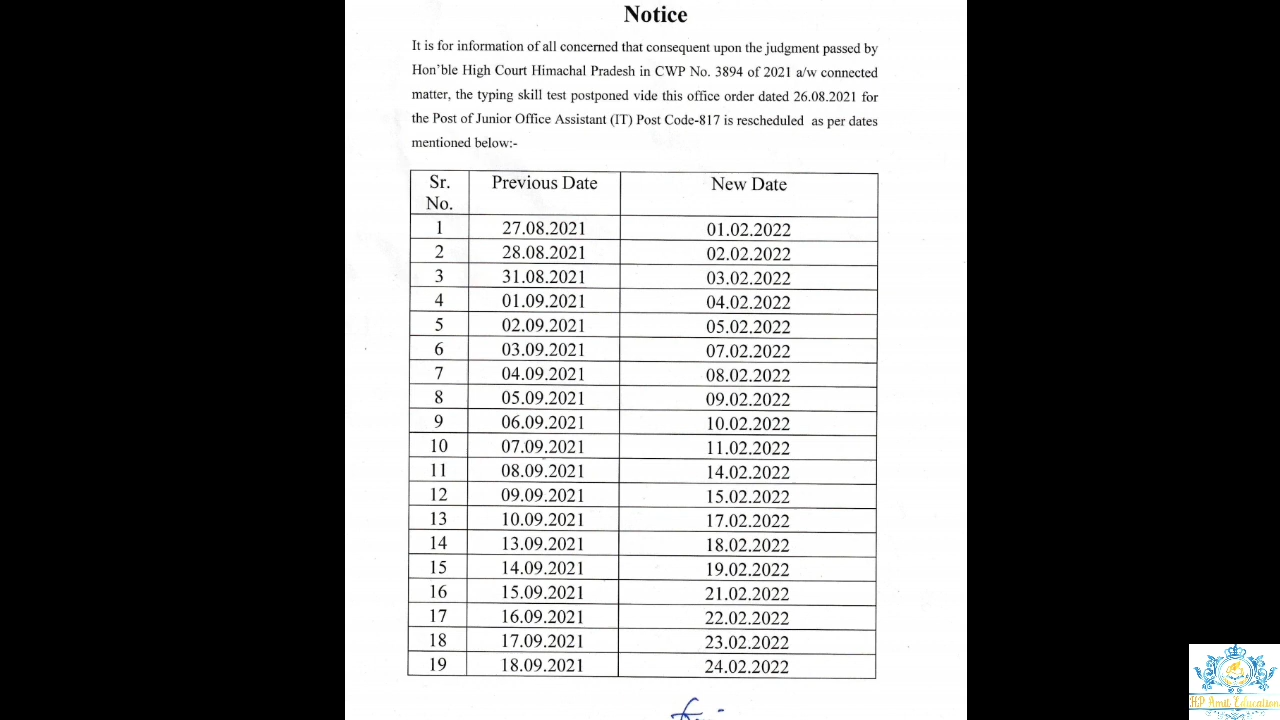 Notice
It is for information of all concerned that consequent upon the judgment passed by
Hon'ble High Court Himachal Pradesh in CWP No. 3894 of 2021 a/w connected
matter, the typing skill test postponed vide this office order dated 26.08.2021 for
the Post of Junior Office Assistant (IT) Post Code-817 is rescheduled as per dates
mentioned below:-
Sr. No. Previous Date New Date
1 27.08.2021 01.02.2022
2 28.08.2021 02.02.2022
3 31.08.2021 03.02.2022
4 01.09.2021 04.02.2022
5 02.09.2021 05.02.2022
6 03.09.2021 07.02.2022
7 04.09.2021 08.02.2022
8 05.09.2021 09.02.2022
9 06.09.2021 10.02.2022
10 07.09.2021 11.02.2022
11 08.09.2021 14.02.2022
12 09.09.2021 15.02.2022
13 10.09.2021 17.02.2022
14 13.09.2021 18.02.2022
15 14.09.2021 19.02.2022
16 15.09.2021 21.02.2022
17 16.09.2021 22.02.2022
18 17.09.2021 23.02.2022
19 18.09.2021 24.02.2022
HP Amit Education